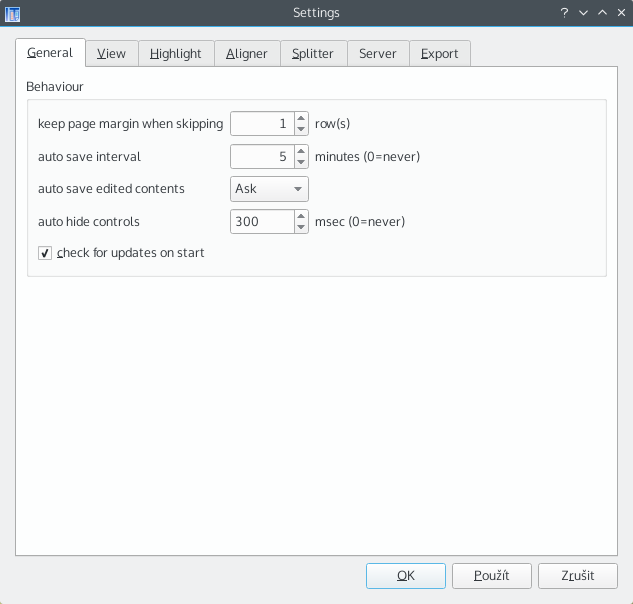 Settings
General View Highlight Aligner Splitter Server Export
Behaviour
keep page margin when skipping 1 row(s)
auto save interval 5 minutes (0=never)
auto save edited contents Ask
auto hide controls 300 msec (0=never)
check for updates on start
OK Použít Zrušit